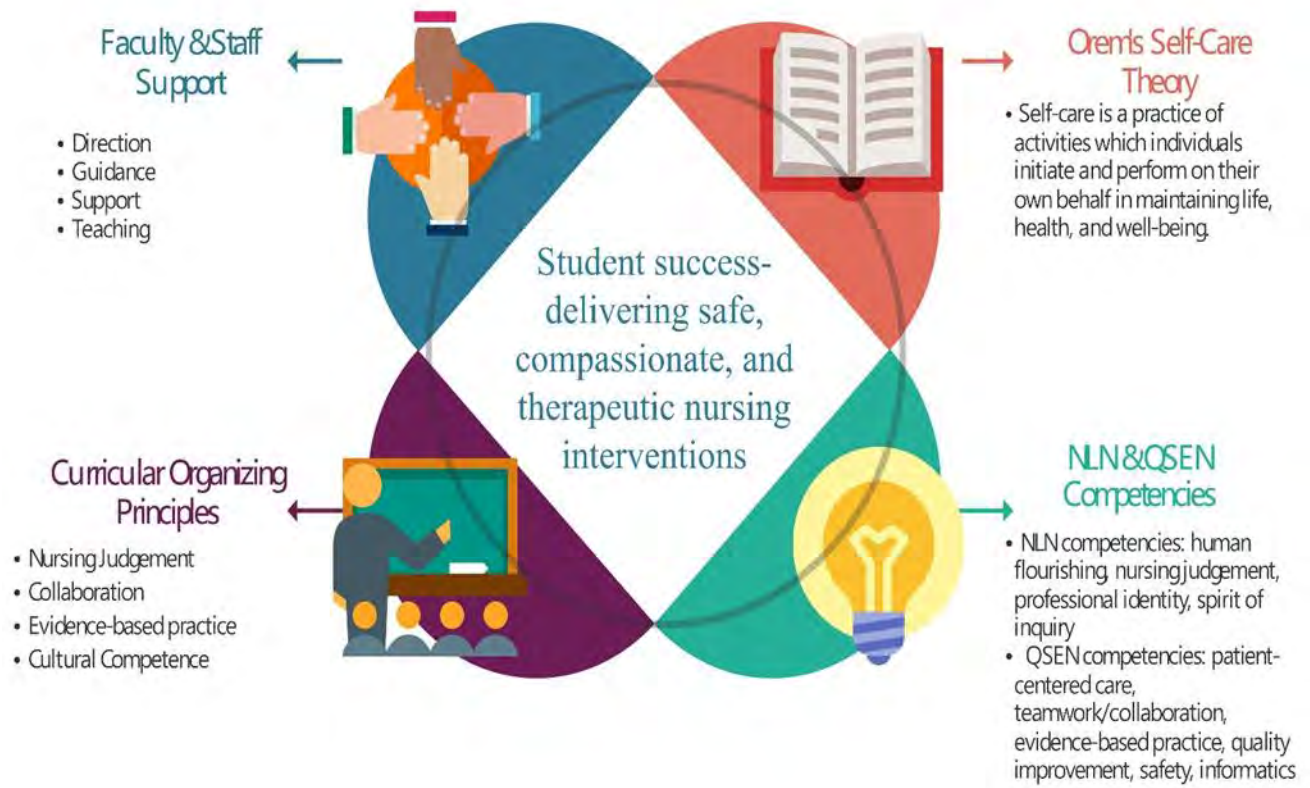 Faculty &Staff
Support
• Direction
• Guidance
• Support
• Teaching
Orem's Self-Care
Theory
• Self-care is a practice of
activities which individuals
initiate and perform on their
own behalf in maintaining life,
health, and well-being.
Student success-
delivering safe,
compassionate, and
therapeutic nursing
interventions
Curricular Organizing
Principles
• Nursing Judgement
• Collaboration
• Evidence-based practice
• Cultural Competence
NLN &QSEN
Competencies
• NLN competencies: human
flourishing, nursing judgement,
professional identity, spirit of
inquiry
• QSEN competencies: patient-
centered care,
teamwork/collaboration,
evidence-based practice, quality
improvement, safety, informatics